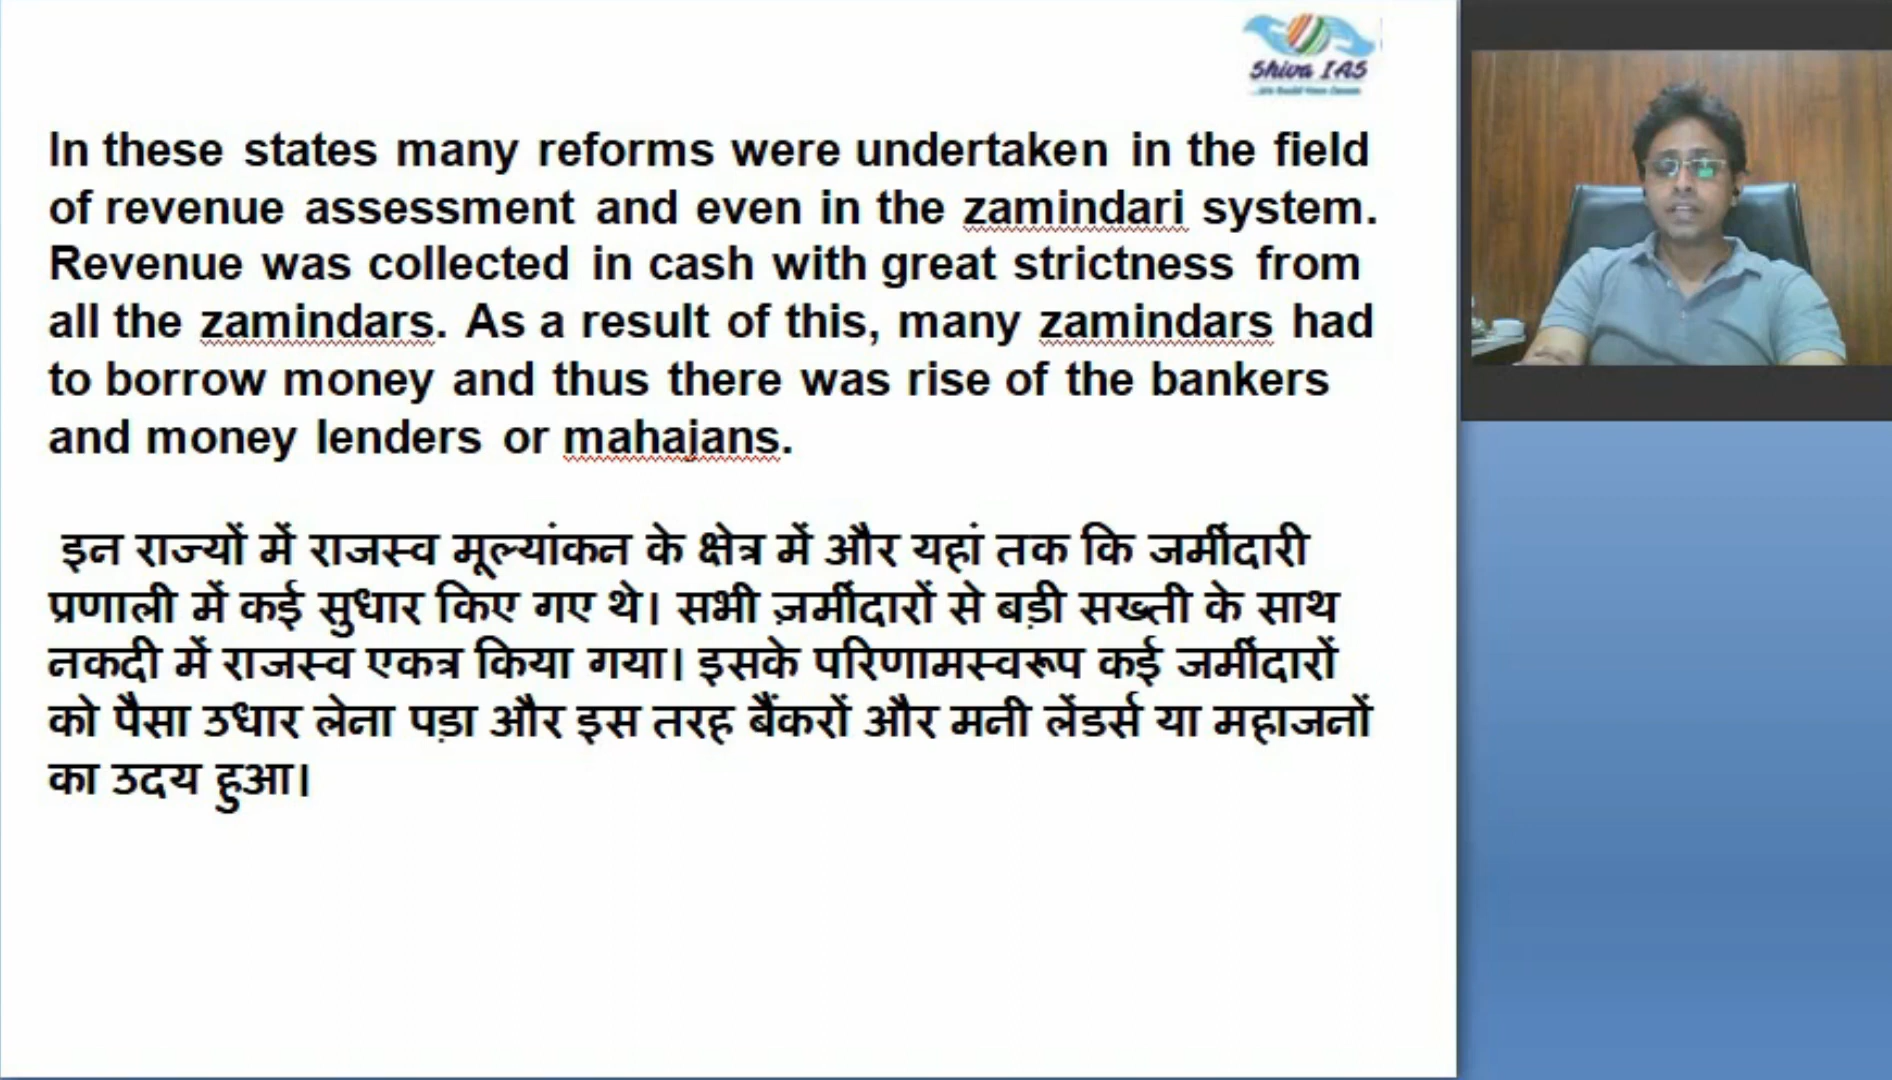 Shiva IAS
In these states many reforms were undertaken in the field
of revenue assessment and even in the zamindari system.
Revenue was collected in cash with great strictness from
all the zamindars. As a result of this, many zamindars had
to borrow money and thus there was rise of the bankers
and money lenders or mahajans.
इन राज्यों में राजस्व मूल्यांकन के क्षेत्र में और यहां तक कि जमींदारी
प्रणाली में कई सुधार किए गए थे। सभी ज़मींदारों से बड़ी सख्ती के साथ
नकदी में राजस्व एकत्र किया गया। इसके परिणामस्वरूप कई जमींदारों
को पैसा उधार लेना पड़ा और इस तरह बैंकरों और मनी लेंडर्स या महाजनों
का उदय हुआ।